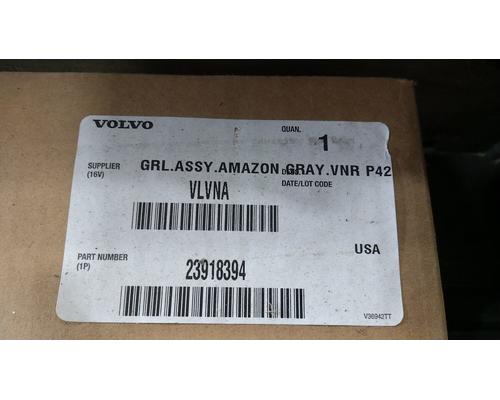 VOLVO
QUAN.
1
SUPPLIER
(16V)
GRL.ASSY.AMAZON GRAY.VNR P42
DATE/LOT CODE
VLVNA
USA
PART NUMBER
(1P)
23918394
V36942TT